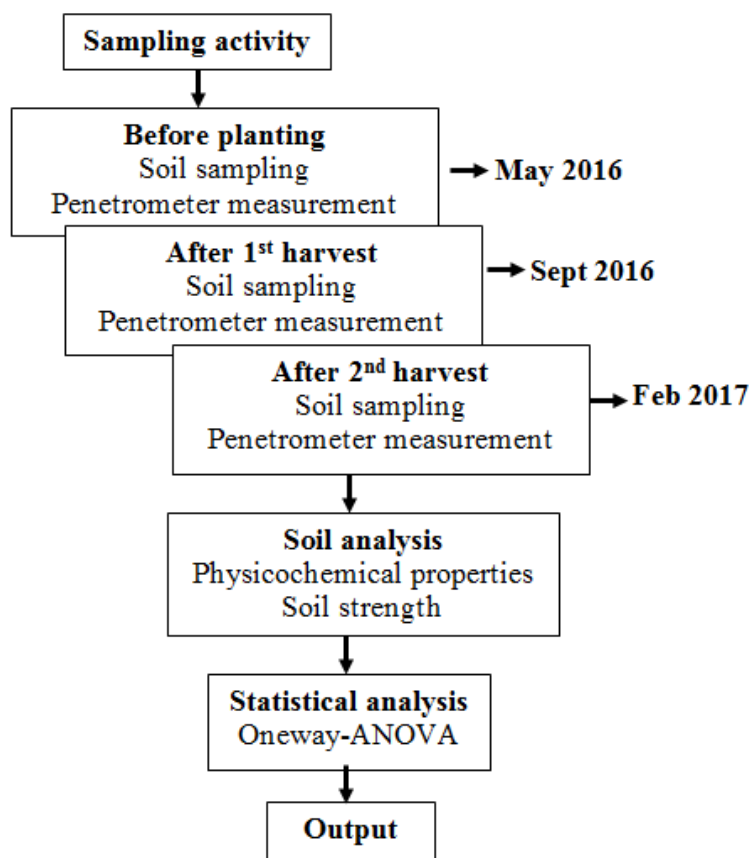 Sampling activity
Before planting
Soil sampling
Penetrometer measurement
May 2016
After 1st harvest
Soil sampling
Penetrometer measurement
Sept 2016
After 2nd harvest
Soil sampling
Penetrometer measurement
Feb 2017
Soil analysis
Physicochemical properties
Soil strength
Statistical analysis
Oneway-ANOVA
Output